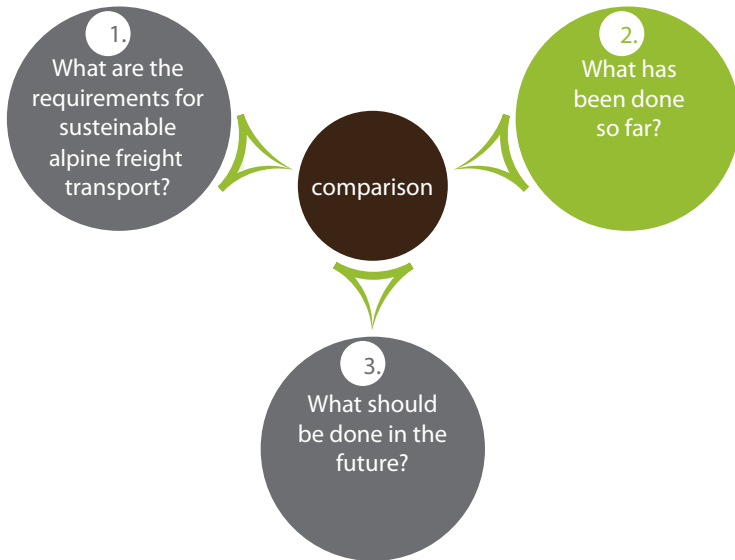 1.
What are the
requirements for
susteinable
alpine freight
transport?
2.
What has
been done
so far?
comparison
3.
What should
be done in the
future?